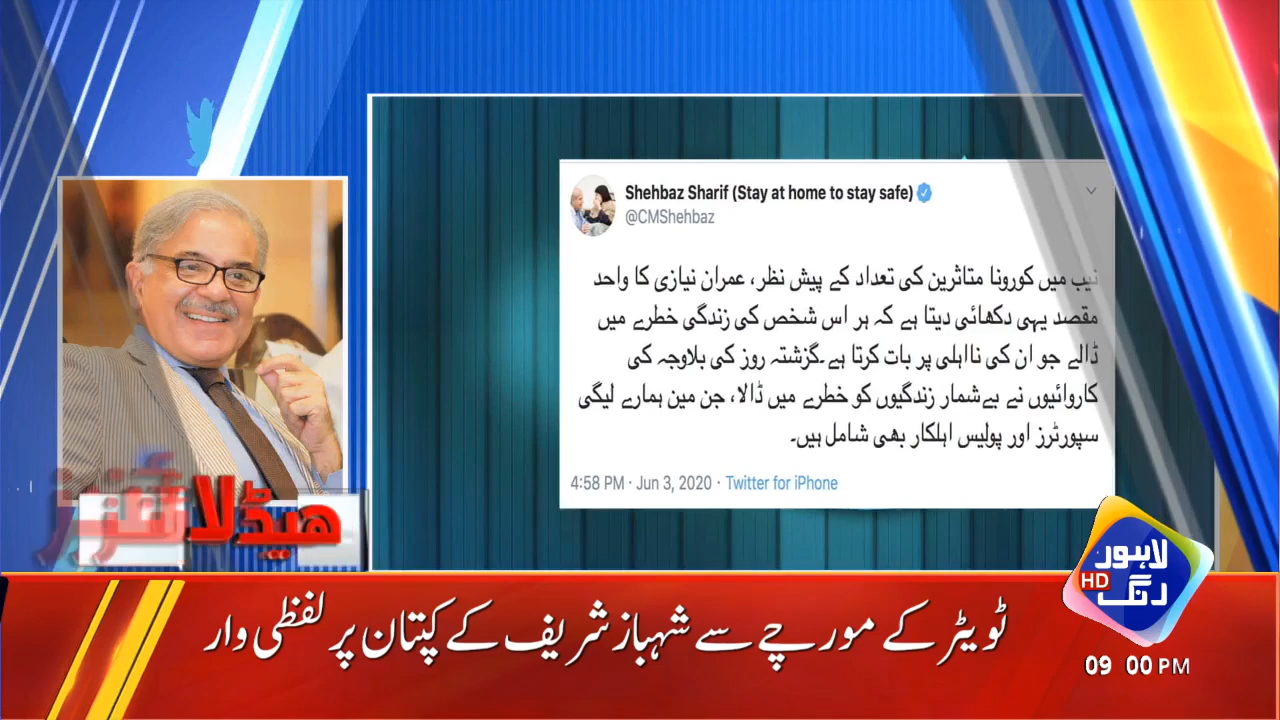 Shehbaz Sharif (Stay at home to stay safe)
@CMShehbaz
نیب میں کورونا متاثرین کی تعداد کے پیش نظر، عمران نیازی کا واحد
مقصد یہی دکھائی دیتا ہے کہ ہر اس شخص کی زندگی خطرے میں
ڈالے جو ان کی نااہلی پر بات کرتا ہے۔گزشتہ روز کی بلاوجہ کی
کاروائیوں نے بےشمار زندگیوں کو خطرے میں ڈالا، جن مین ہمارے لیگی
سپورٹرز اور پولیس اہلکار بھی شامل ہیں۔
4:58 PM · Jun 3, 2020 · Twitter for iPhone
ہیڈلائنز
لاہور
HD رنگ
ٹویٹر کے مورچے سے شہباز شریف کے کپتان پر لفظی وار
09 00 PM